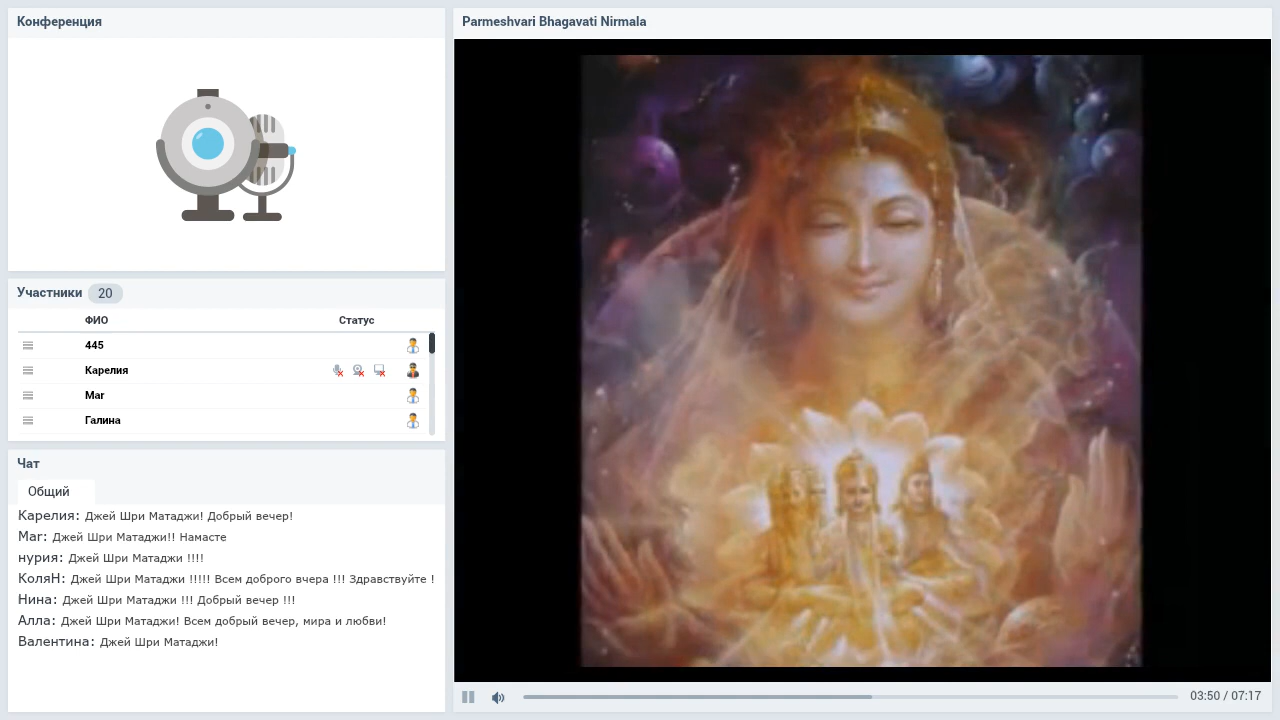 Конференция
Участники 20
ФИО Статус
445
Карелия
Mar
Галина
Чат
Общий
Карелия: Джей Шри Матаджи! Добрый вечер!
Mar: Джей Шри Матаджи!! Намасте
нурия: Джей Шри Матаджи !!!!
КоляН: Джей Шри Матаджи !!!!! Всем доброго вчера !!! Здравствуйте !
Нина: Джей Шри Матаджи !!! Добрый вечер !!!
Алла: Джей Шри Матаджи! Всем добрый вечер, мира и любви!
Валентина: Джей Шри Матаджи!
Parmeshvari Bhagavati Nirmala
03:50 / 07:17